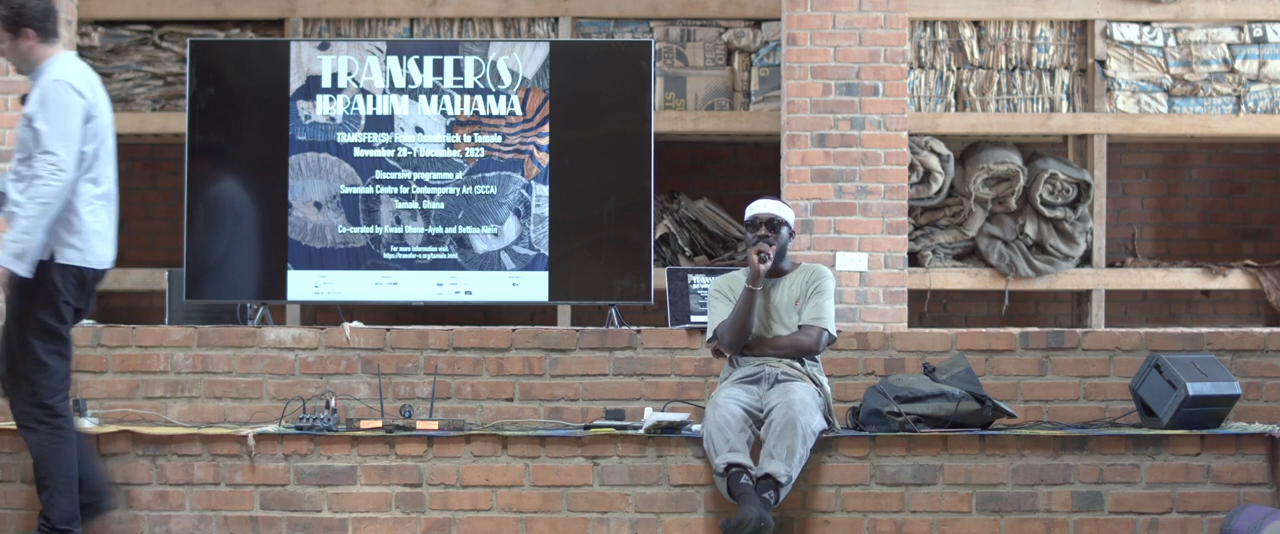 TRANSFER(S)
IBRAHIM MAHAMA
TRANSFER(S): From Osnabrück to Tamale
November 28–1 December, 2023
Discursive programme at
Savannah Centre for Contemporary Art (SCCA)
Tamale, Ghana
Co-curated by Kwasi Ohene-Ayeh and Bettina Klein
For more information visit
https://transfer-s.org/tamale.html